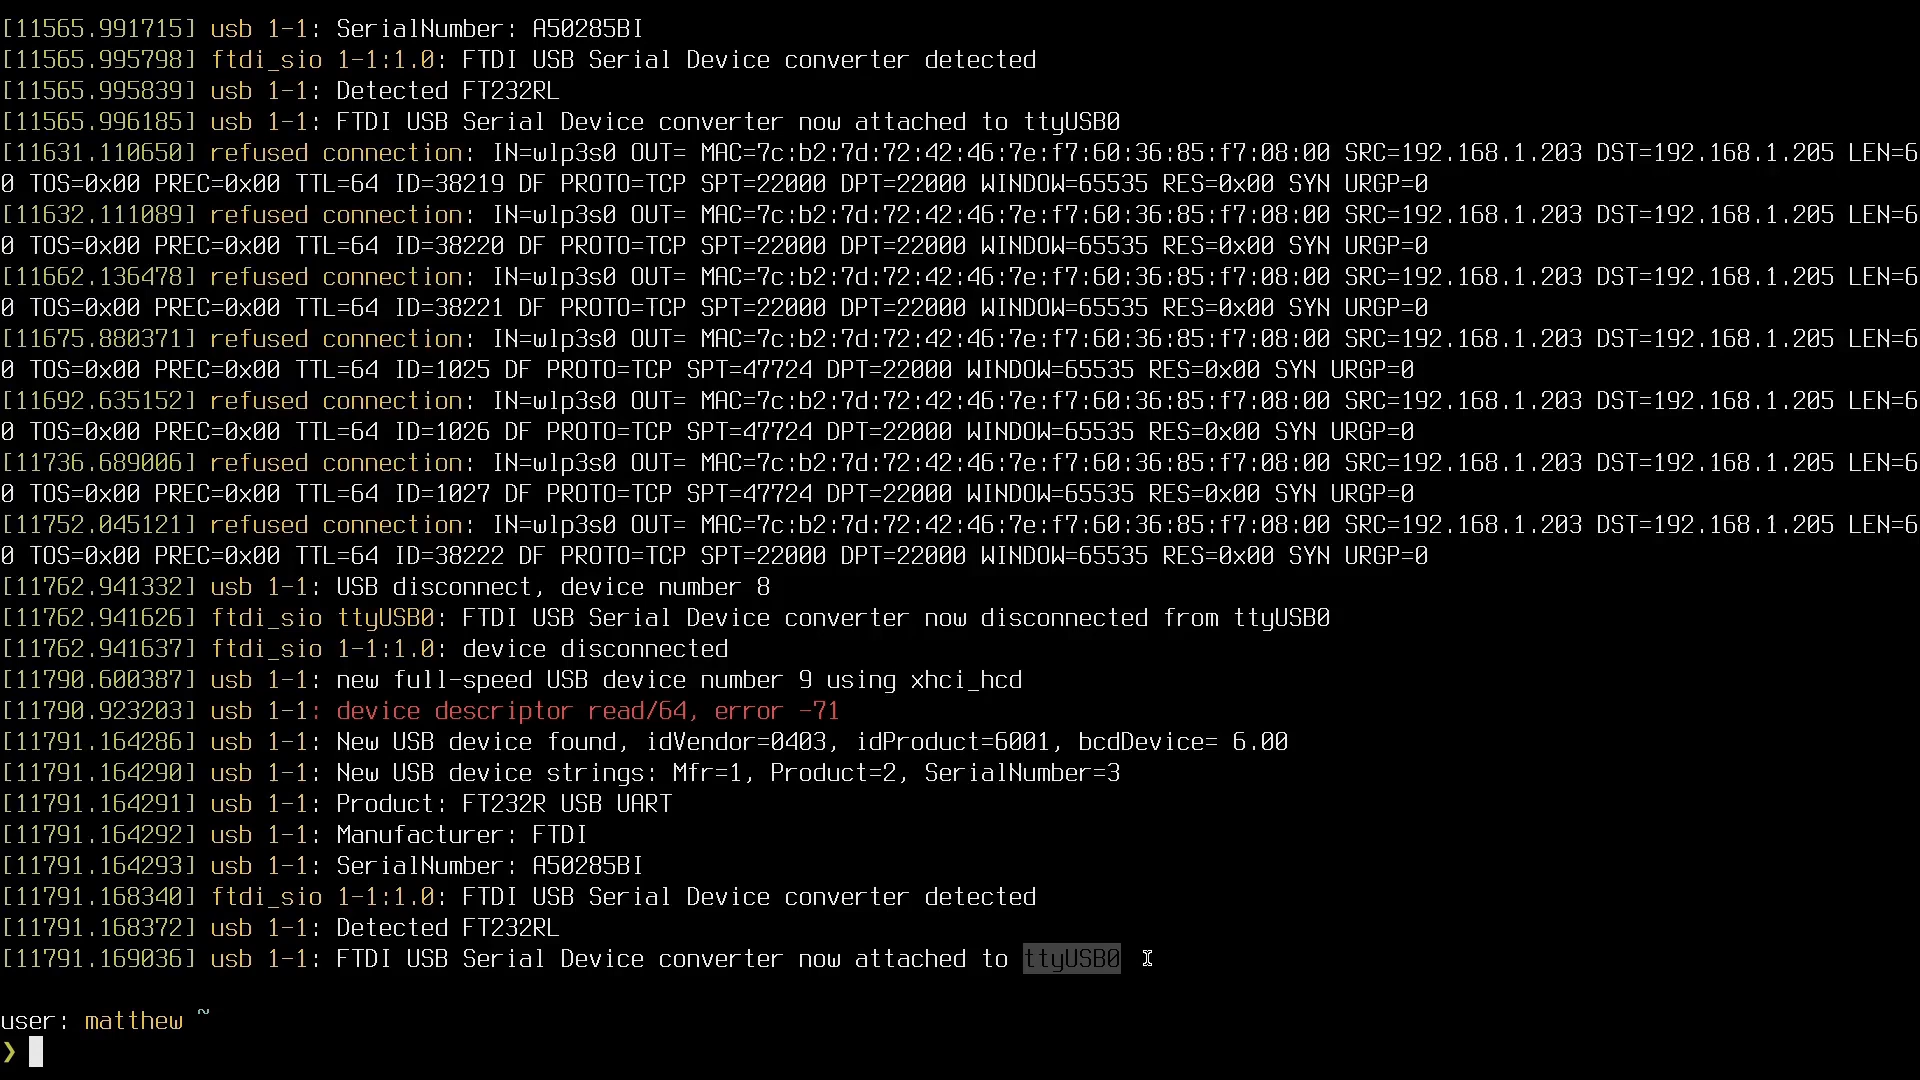 [11565.991715] usb 1-1: SerialNumber: A50285BI
[11565.995798] ftdi_sio 1-1:1.0: FTDI USB Serial Device converter detected
[11565.995839] usb 1-1: Detected FT232RL
[11565.996185] usb 1-1: FTDI USB Serial Device converter now attached to ttyUSB0
[11631.110650] refused connection: IN=wlp3s0 OUT= MAC=7c:b2:7d:72:42:46:7e:f7:60:36:85:f7:08:00 SRC=192.168.1.203 DST=192.168.1.205 LEN=6
0 TOS=0x00 PREC=0x00 TTL=64 ID=38219 DF PROTO=TCP SPT=22000 DPT=22000 WINDOW=65535 RES=0x00 SYN URGP=0
[11632.111089] refused connection: IN=wlp3s0 OUT= MAC=7c:b2:7d:72:42:46:7e:f7:60:36:85:f7:08:00 SRC=192.168.1.203 DST=192.168.1.205 LEN=6
0 TOS=0x00 PREC=0x00 TTL=64 ID=38220 DF PROTO=TCP SPT=22000 DPT=22000 WINDOW=65535 RES=0x00 SYN URGP=0
[11662.136478] refused connection: IN=wlp3s0 OUT= MAC=7c:b2:7d:72:42:46:7e:f7:60:36:85:f7:08:00 SRC=192.168.1.203 DST=192.168.1.205 LEN=6
0 TOS=0x00 PREC=0x00 TTL=64 ID=38221 DF PROTO=TCP SPT=22000 DPT=22000 WINDOW=65535 RES=0x00 SYN URGP=0
[11675.880371] refused connection: IN=wlp3s0 OUT= MAC=7c:b2:7d:72:42:46:7e:f7:60:36:85:f7:08:00 SRC=192.168.1.203 DST=192.168.1.205 LEN=6
0 TOS=0x00 PREC=0x00 TTL=64 ID=1025 DF PROTO=TCP SPT=47724 DPT=22000 WINDOW=65535 RES=0x00 SYN URGP=0
[11692.635152] refused connection: IN=wlp3s0 OUT= MAC=7c:b2:7d:72:42:46:7e:f7:60:36:85:f7:08:00 SRC=192.168.1.203 DST=192.168.1.205 LEN=6
0 TOS=0x00 PREC=0x00 TTL=64 ID=1026 DF PROTO=TCP SPT=47724 DPT=22000 WINDOW=65535 RES=0x00 SYN URGP=0
[11736.689006] refused connection: IN=wlp3s0 OUT= MAC=7c:b2:7d:72:42:46:7e:f7:60:36:85:f7:08:00 SRC=192.168.1.203 DST=192.168.1.205 LEN=6
0 TOS=0x00 PREC=0x00 TTL=64 ID=1027 DF PROTO=TCP SPT=47724 DPT=22000 WINDOW=65535 RES=0x00 SYN URGP=0
[11752.045121] refused connection: IN=wlp3s0 OUT= MAC=7c:b2:7d:72:42:46:7e:f7:60:36:85:f7:08:00 SRC=192.168.1.203 DST=192.168.1.205 LEN=6
0 TOS=0x00 PREC=0x00 TTL=64 ID=38222 DF PROTO=TCP SPT=22000 DPT=22000 WINDOW=65535 RES=0x00 SYN URGP=0
[11762.941332] usb 1-1: USB disconnect, device number 8
[11762.941626] ftdi_sio ttyUSB0: FTDI USB Serial Device converter now disconnected from ttyUSB0
[11762.941637] ftdi_sio 1-1:1.0: device disconnected
[11790.600387] usb 1-1: new full-speed USB device number 9 using xhci_hcd
[11790.923203] usb 1-1: device descriptor read/64, error -71
[11791.164286] usb 1-1: New USB device found, idVendor=0403, idProduct=6001, bcdDevice= 6.00
[11791.164290] usb 1-1: New USB device strings: Mfr=1, Product=2, SerialNumber=3
[11791.164291] usb 1-1: Product: FT232R USB UART
[11791.164292] usb 1-1: Manufacturer: FTDI
[11791.164293] usb 1-1: SerialNumber: A50285BI
[11791.168340] ftdi_sio 1-1:1.0: FTDI USB Serial Device converter detected
[11791.168372] usb 1-1: Detected FT232RL
[11791.169036] usb 1-1: FTDI USB Serial Device converter now attached to ttyUSB0
user: matthew ~
❯